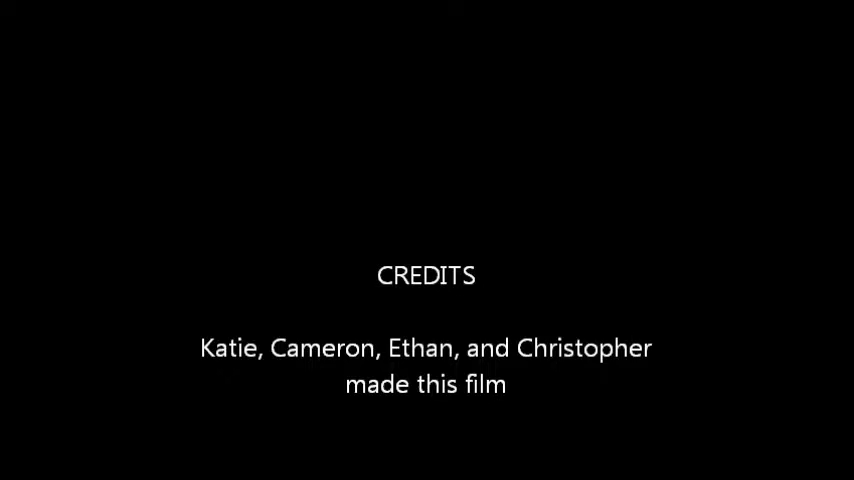 CREDITS
Katie, Cameron, Ethan, and Christopher
made this film